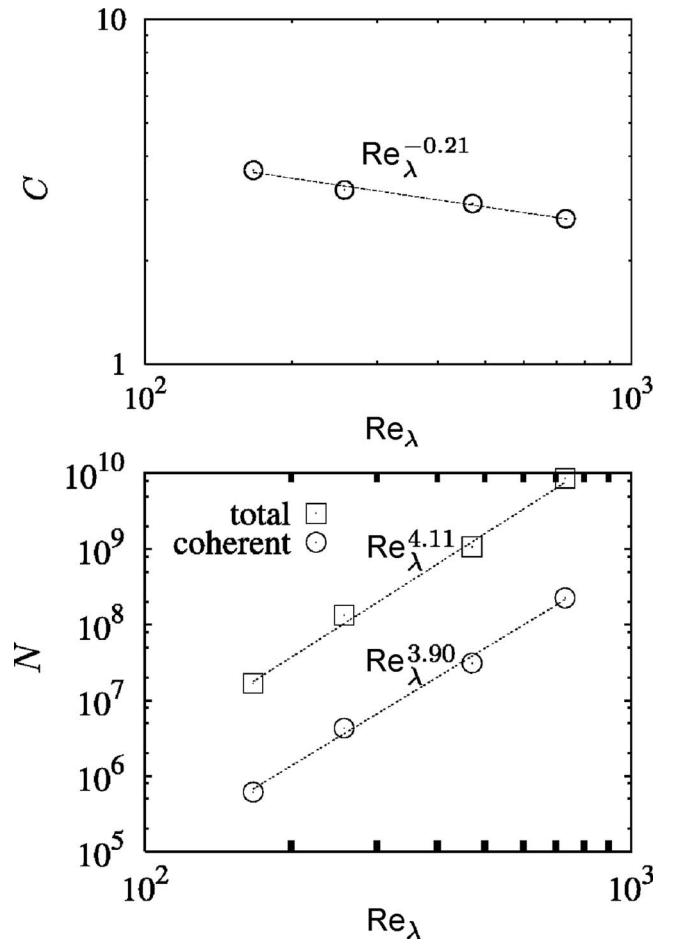 10
Re_λ^{-0.21}
C
1
10^2
10^3
Re_λ
10^10
total
10^9
coherent
Re_λ^{4.11}
10^8
N
Re_λ^{3.90}
10^7
10^6
10^5
10^2
10^3
Re_λ